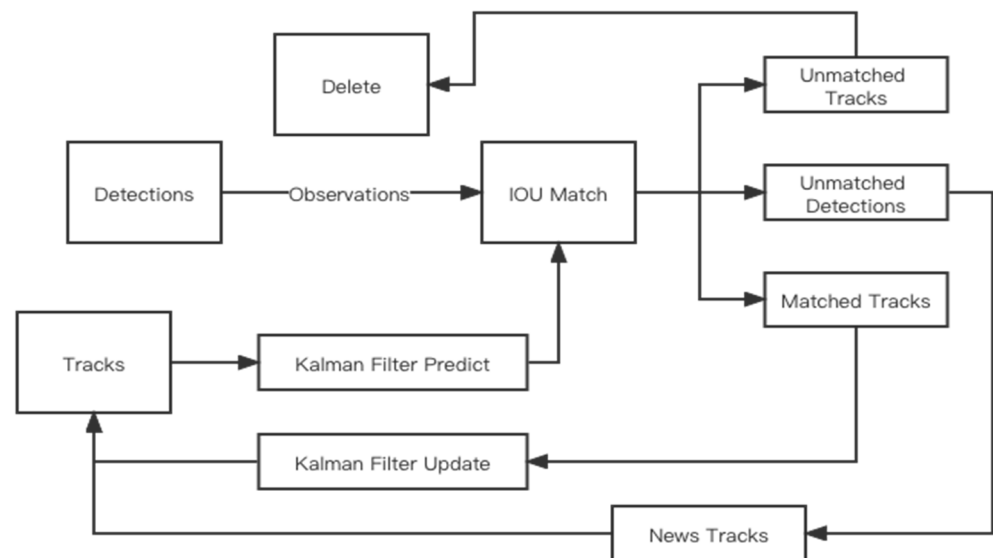 Delete
Unmatched
Tracks
Detections
Observations
IOU Match
Unmatched
Detections
Matched Tracks
Tracks
Kalman Filter Predict
Kalman Filter Update
News Tracks